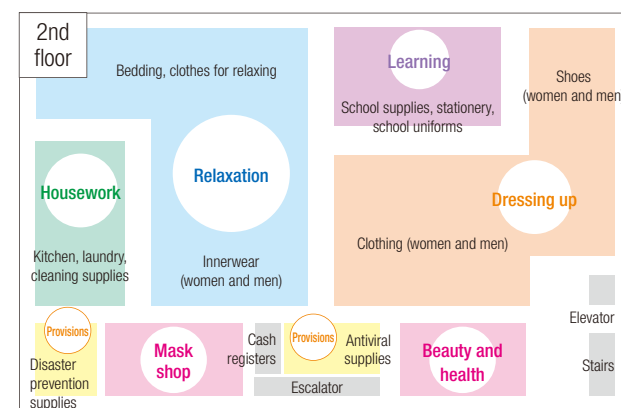 2nd
floor
Bedding, clothes for relaxing
Learning
School supplies, stationery,
school uniforms
Shoes
(women and men
Housework
Relaxation
Dressing up
Kitchen, laundry,
cleaning supplies
Innerwear
(women and men)
Clothing (women and men)
Elevator
Provisions
Disaster
prevention
supplies
Mask
shop
Cash
registers
Provisions
Antiviral
supplies
Escalator
Beauty and
health
Stairs